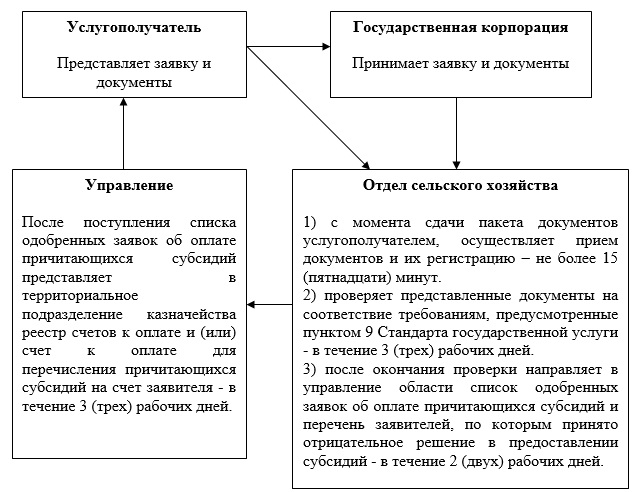 Услугополучатель
Представляет заявку и
документы
Государственная корпорация
Принимает заявку и документы
Управление
После поступления списка
одобренных заявок об оплате
причитающихся субсидий
представляет в
территориальное
подразделение казначейства
реестр счетов к оплате и (или)
счет к оплате для
перечисления причитающихся
субсидий на счет заявителя - в
течение 3 (трех) рабочих дней.
Отдел сельского хозяйства
1) с момента сдачи пакета документов
услугополучателем, осуществляет прием
документов и их регистрацию – не более 15
(пятнадцати) минут.
2) проверяет представленные документы на
соответствие требованиям, предусмотренные
пунктом 9 Стандарта государственной услуги
- в течение 3 (трех) рабочих дней.
3) после окончания проверки направляет в
управление области список одобренных
заявок об оплате причитающихся субсидий и
перечень заявителей, по которым принято
отрицательное решение в предоставлении
субсидий - в течение 2 (двух) рабочих дней.